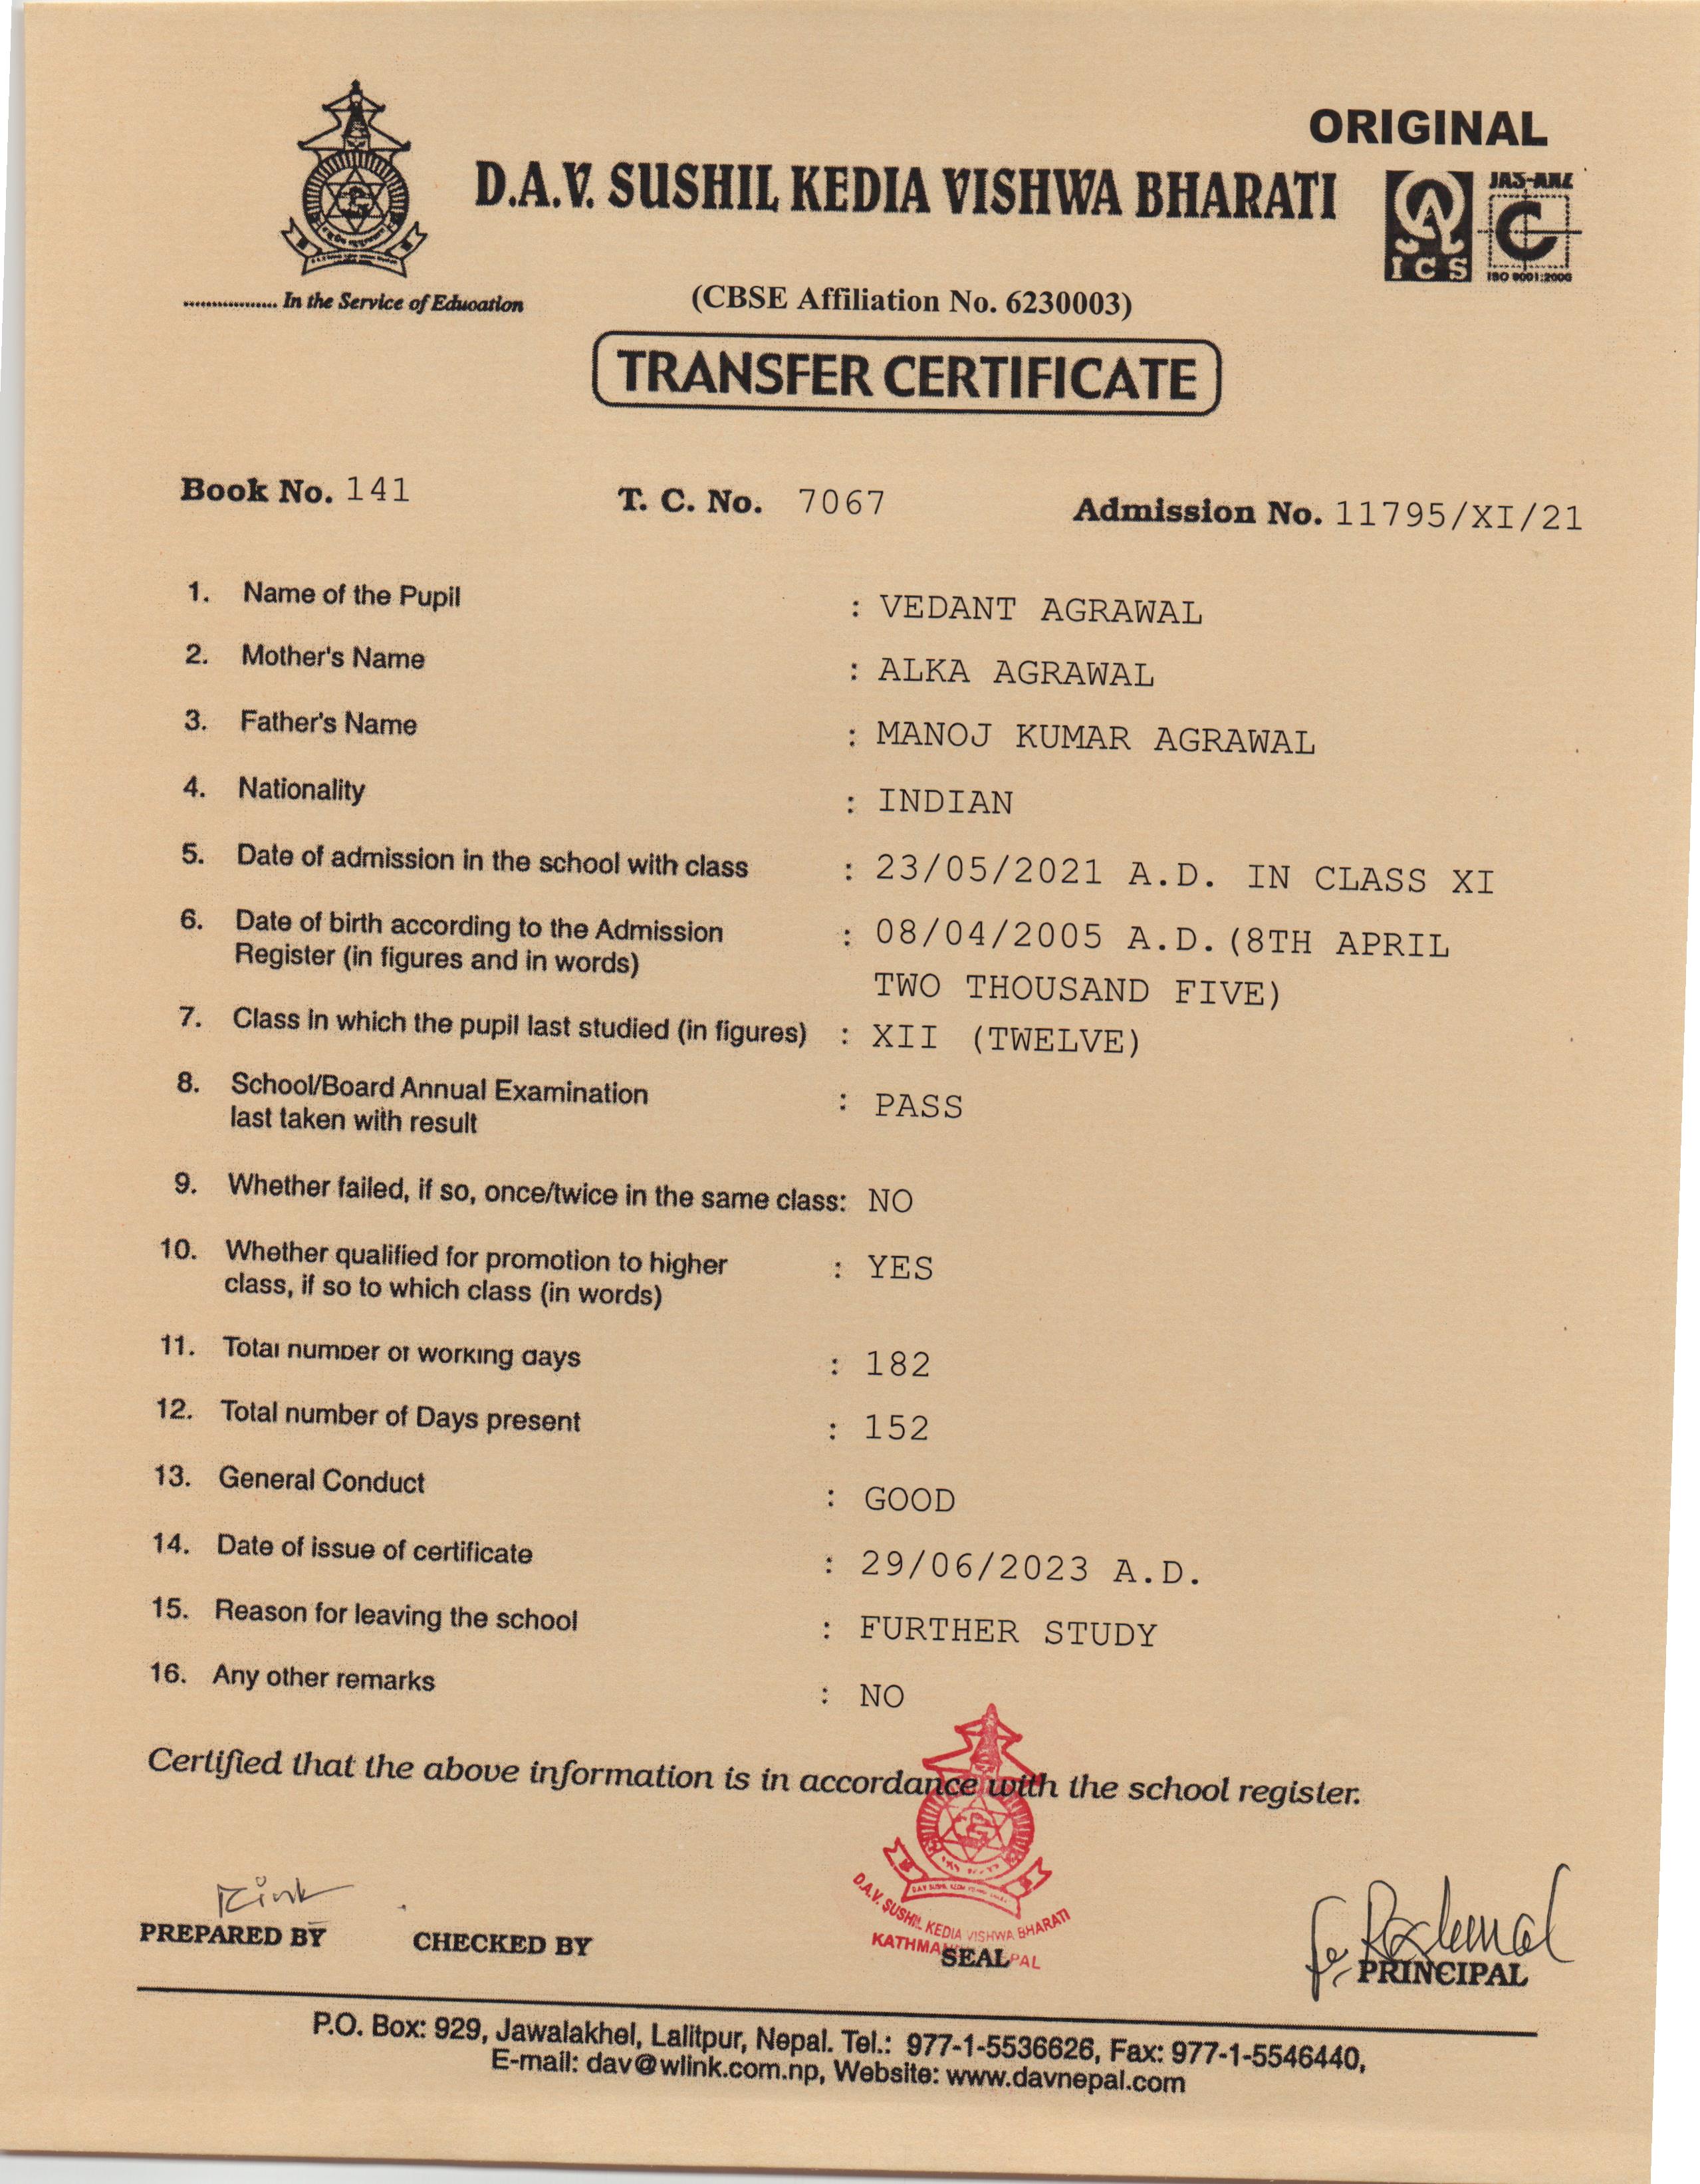 ORIGINAL
D.A.V. SUSHIL KEDIA VISHWA BHARATI
JAS-ANZ
ICS
ISO 9001:2000
.................. In the Service of Education
(CBSE Affiliation No. 6230003)
TRANSFER CERTIFICATE
Book No. 141 T. C. No. 7067 Admission No. 11795/XI/21
1. Name of the Pupil : VEDANT AGRAWAL
2. Mother's Name : ALKA AGRAWAL
3. Father's Name : MANOJ KUMAR AGRAWAL
4. Nationality : INDIAN
5. Date of admission in the school with class : 23/05/2021 A.D. IN CLASS XI
6. Date of birth according to the Admission : 08/04/2005 A.D.(8TH APRIL
Register (in figures and in words) TWO THOUSAND FIVE)
7. Class in which the pupil last studied (in figures) : XII (TWELVE)
8. School/Board Annual Examination : PASS
last taken with result
9. Whether failed, if so, once/twice in the same class: NO
10. Whether qualified for promotion to higher : YES
class, if so to which class (in words)
11. Total number of working days : 182
12. Total number of Days present : 152
13. General Conduct : GOOD
14. Date of issue of certificate : 29/06/2023 A.D.
15. Reason for leaving the school : FURTHER STUDY
16. Any other remarks : NO
Certified that the above information is in accordance with the school register.
D.A.V. SUSHIL KEDIA VISHWA BHARATI
PREPARED BY CHECKED BY SEAL PRINCIPAL
P.O. Box: 929, Jawalakhel, Lalitpur, Nepal. Tel.: 977-1-5536626, Fax: 977-1-5546440,
E-mail: dav@wlink.com.np, Website: www.davnepal.com